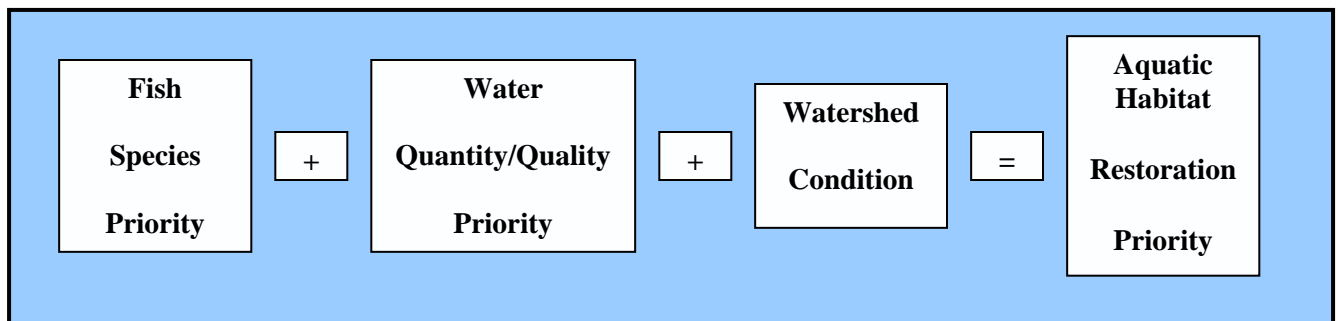 Fish
Species
Priority
+
Water
Quantity/Quality
Priority
+
Watershed
Condition
=
Aquatic
Habitat
Restoration
Priority